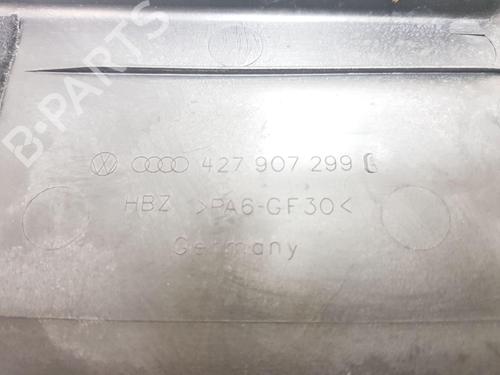 427 907 299 C
HBZ >PA6-GF30<
Germany
B-PARTS